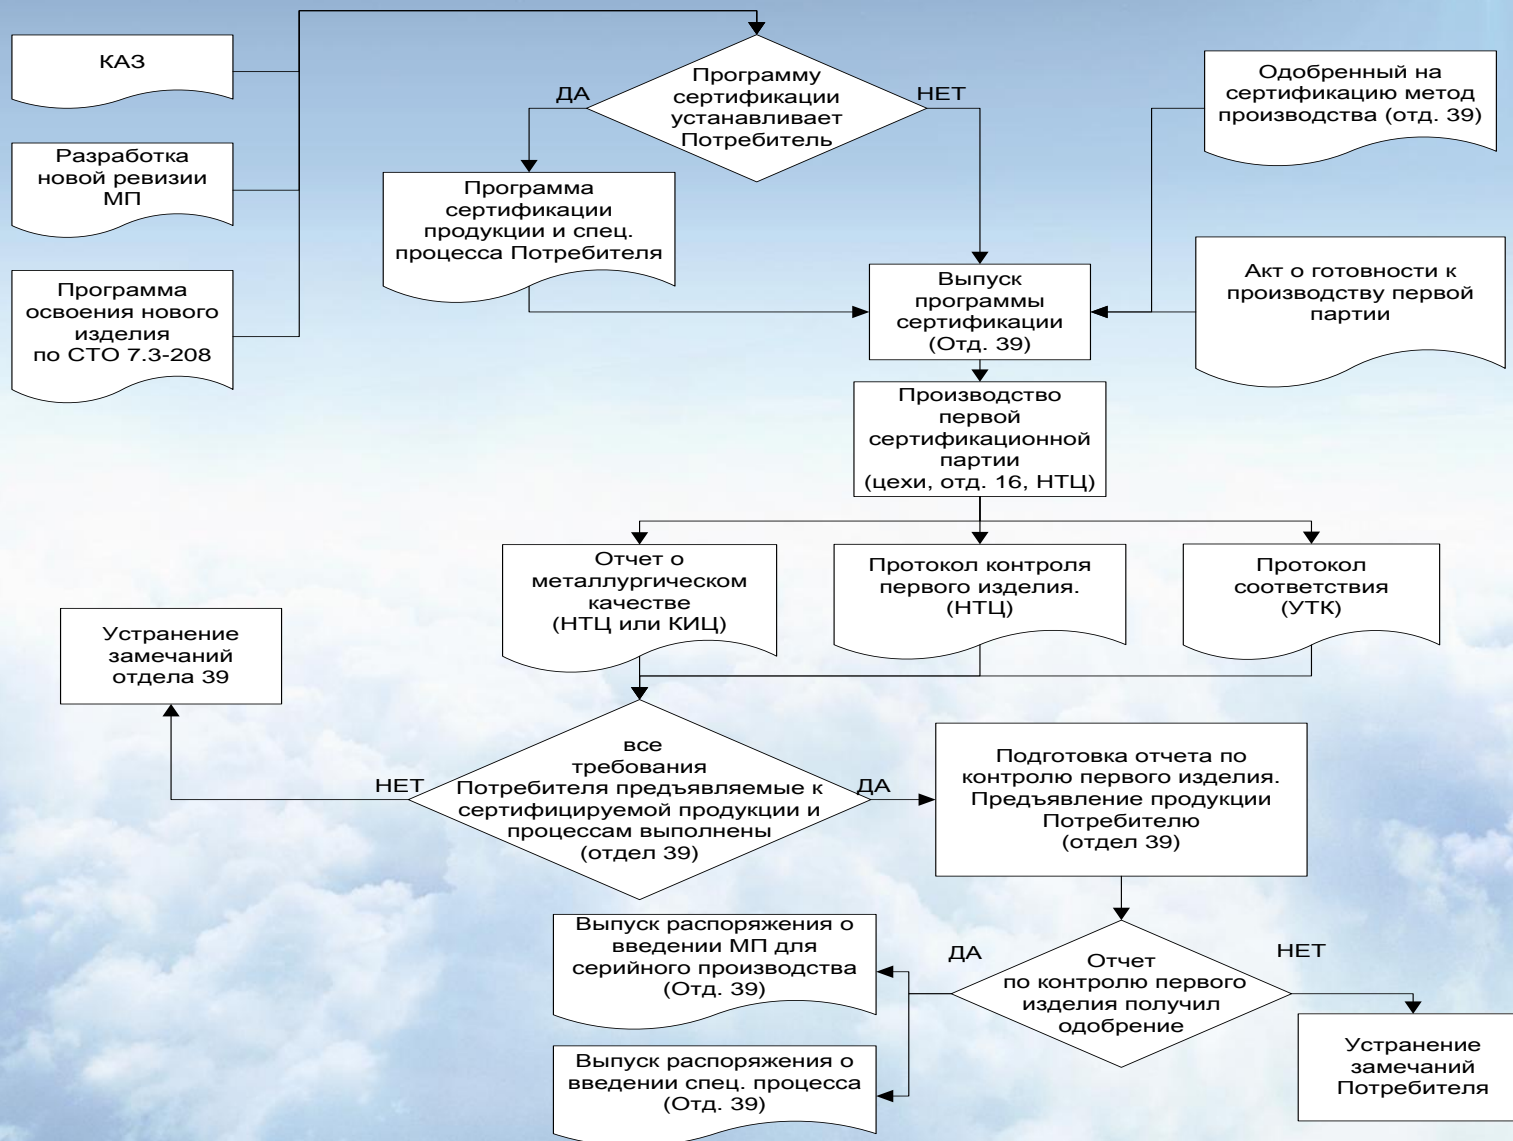 КАЗ
Разработка
новой ревизии
МП
Программа
освоения нового
изделия
по СТО 7.3-208
Программу
сертификации
устанавливает
Потребитель
ДА
НЕТ
Одобренный на
сертификацию метод
производства (отд. 39)
Программа
сертификации
продукции и спец.
процесса Потребителя
Выпуск
программы
сертификации
(Отд. 39)
Акт о готовности к
производству первой
партии
Производство
первой
сертификационной
партии
(цехи, отд. 16, НТЦ)
Отчет о
металлургическом
качестве
(НТЦ или КИЦ)
Протокол контроля
первого изделия.
(НТЦ)
Протокол
соответствия
(УТК)
Устранение
замечаний
отдела 39
НЕТ
все
требования
Потребителя предъявляемые к
сертифицируемой продукции и
процессам выполнены
(отдел 39)
ДА
Подготовка отчета по
контролю первого изделия.
Предъявление продукции
Потребителю
(отдел 39)
Выпуск распоряжения о
введении МП для
серийного производства
(Отд. 39)
ДА
Отчет
по контролю первого
изделия получил
одобрение
НЕТ
Выпуск распоряжения о
введении спец. процесса
(Отд. 39)
Устранение
замечаний
Потребителя